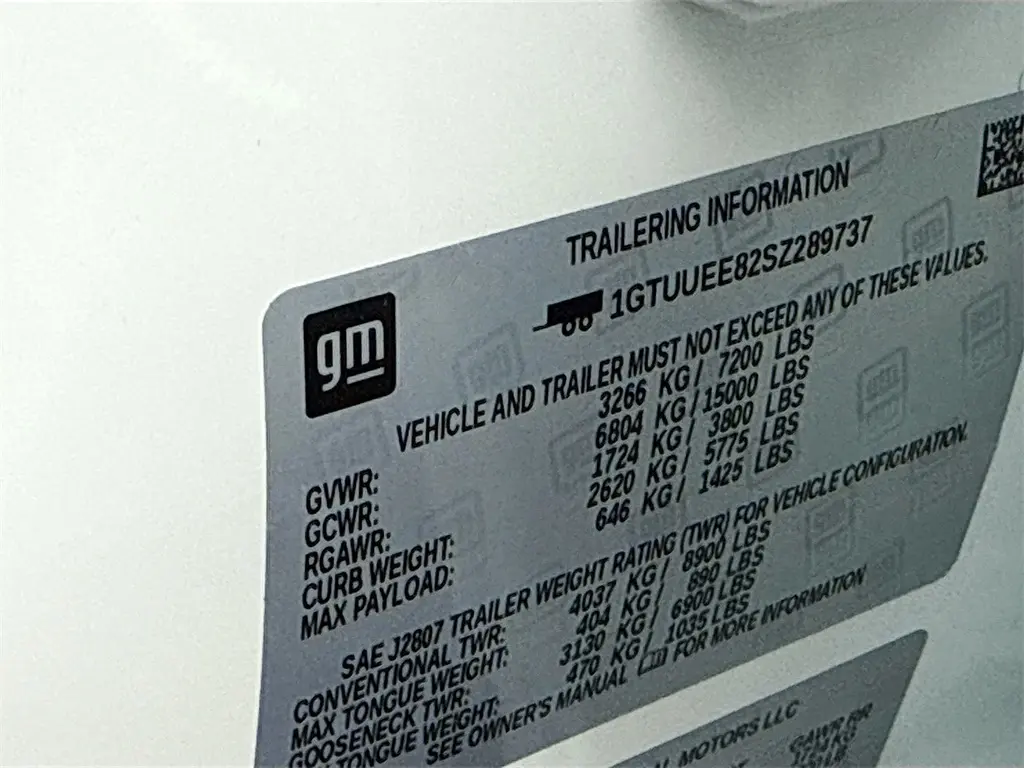 TRAILERING INFORMATION
gm
1GTUUEE82SZ289737
VEHICLE AND TRAILER MUST NOT EXCEED ANY OF THESE VALUES.
GVWR: 3266 KG/ 7200 LBS
GCWR: 6804 KG/ 15000 LBS
RGAWR: 1724 KG/ 3800 LBS
CURB WEIGHT: 2620 KG/ 5775 LBS
MAX PAYLOAD: 646 KG/ 1425 LBS
SAE J2807 TRAILER WEIGHT RATING (TWR) FOR VEHICLE CONFIGURATION.
CONVENTIONAL TWR: 4037 KG/ 8900 LBS
MAX TONGUE WEIGHT: 404 KG/ 890 LBS
GOOSENECK TWR: 3130 KG/ 6900 LBS
TONGUE WEIGHT: 470 KG/ 1035 LBS
SEE OWNER'S MANUAL FOR MORE INFORMATION
MOTORS LLC
GAWR RR